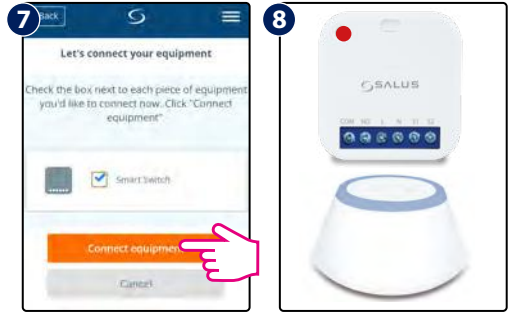 7
Back
Let's connect your equipment
Check the box next to each piece of equipment
you'd like to connect now. Click "Connect
equipment"
Smart Switch
Connect equipmen
Cancel
8
SALUS
COM NO L N S1 S2